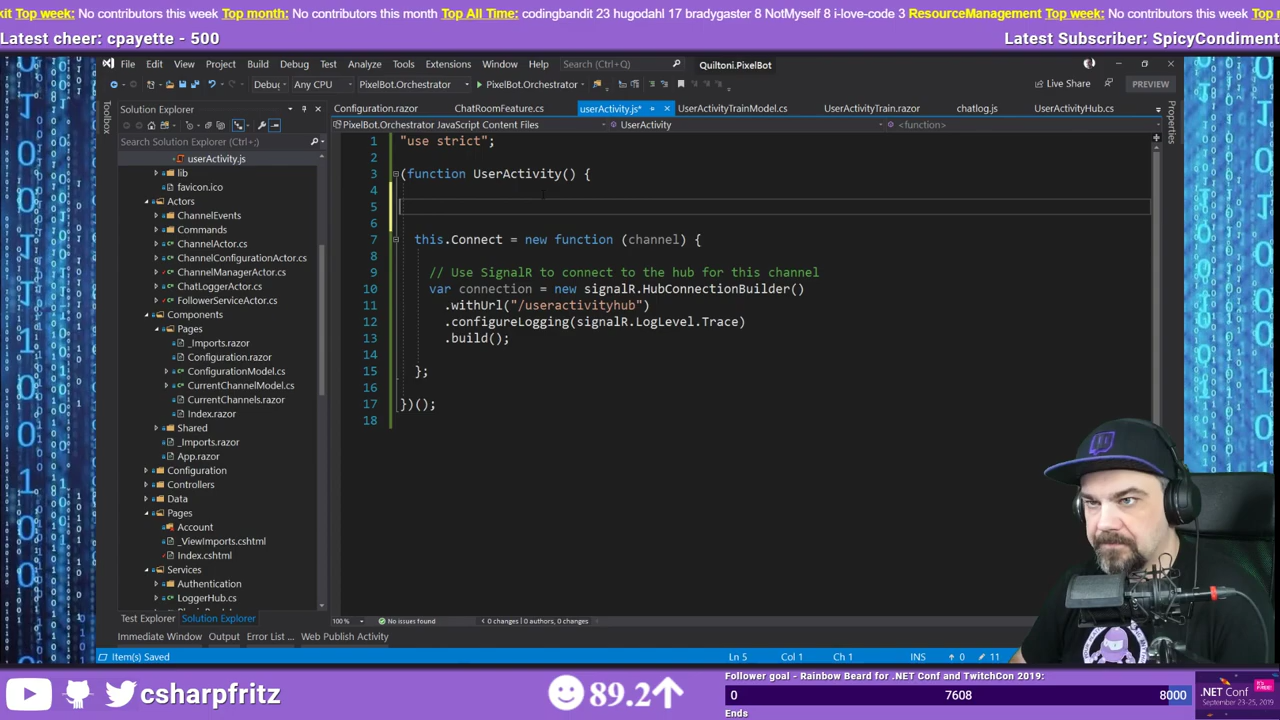 kit Top week: No contributors this week Top month: No contributors this month Top All Time: codingbandit 23 hugodahl 17 bradygaster 8 NotMyself 8 i-love-code 3 ResourceManagement Top week: No contributors this week Top
Latest cheer: cpayette - 500
Latest Subscriber: SpicyCondiment
File Edit View Project Build Debug Test Analyze Tools Extensions Window Help Search (Ctrl+Q) Quiltoni.PixelBot
Debug Any CPU PixelBot.Orchestrator PixelBot.Orchestrator Live Share PREVIEW
Toolbox
Solution Explorer
Search Solution Explorer (Ctrl+;)
userActivity.js
lib
favicon.ico
Actors
ChannelEvents
Commands
ChannelActor.cs
ChannelConfigurationActor.cs
ChannelManagerActor.cs
ChatLoggerActor.cs
FollowerServiceActor.cs
Components
Pages
_Imports.razor
Configuration.razor
ConfigurationModel.cs
CurrentChannelModel.cs
CurrentChannels.razor
Index.razor
Shared
_Imports.razor
App.razor
Configuration
Controllers
Data
Pages
Account
_ViewImports.cshtml
Index.cshtml
Services
Authentication
LoggerHub.cs
Test Explorer Solution Explorer
Configuration.razor ChatRoomFeature.cs userActivity.js* UserActivityTrainModel.cs UserActivityTrain.razor chatlog.js UserActivityHub.cs
PixelBot.Orchestrator JavaScript Content Files UserActivity <function>
Properties
1 "use strict";
2
3 (function UserActivity() {
4
5
6
7 this.Connect = new function (channel) {
8
9 // Use SignalR to connect to the hub for this channel
10 var connection = new signalR.HubConnectionBuilder()
11 .withUrl("/useractivityhub")
12 .configureLogging(signalR.LogLevel.Trace)
13 .build();
14
15 };
16
17 })();
18
100 % No issues found 0 changes | 0 authors, 0 changes
Immediate Window Output Error List ... Web Publish Activity
Item(s) Saved Ln 5 Col 1 Ch 1 INS 0 11
csharpfritz
89.2
Follower goal - Rainbow Beard for .NET Conf and TwitchCon 2019:
0 7608 8000
Ends
.NET Conf
September 23-25, 2019